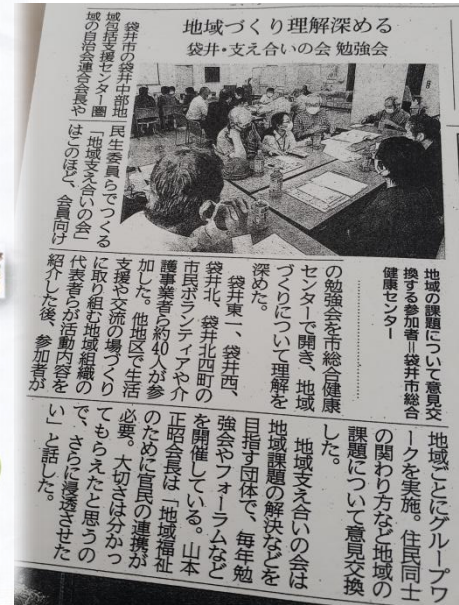 地域づくり理解深める
袋井・支え合いの会 勉強会
袋井市の袋井中部地
域包括支援センター圏
域の自治会連合会長や
民生委員らでつくる
「地域支え合いの会」
はこのほど、会員向け
地域の課題について意見交
換する参加者＝袋井市総合
健康センター
の勉強会を市総合健康
センターで開き、地域
づくりについて理解を
深めた。
袋井東一、袋井西、
袋井北、袋井北四町の
市民ボランティアや介
護事業者ら約40人が参
加した。他地区で生活
支援や交流の場づくり
に取り組む地域組織の
代表者らが活動内容を
紹介した後、参加者が
地域ごとにグループワ
ークを実施。住民同士
の関わり方など地域の
課題について意見交換
した。
地域支え合いの会は
地域課題の解決などを
目指す団体で、毎年勉
強会やフォーラムなど
を開催している。山本
正昭会長は「地域福祉
のために官民の連携が
必要。大切さは分かっ
てもらえたと思うの
で、さらに浸透させた
い」と話した。